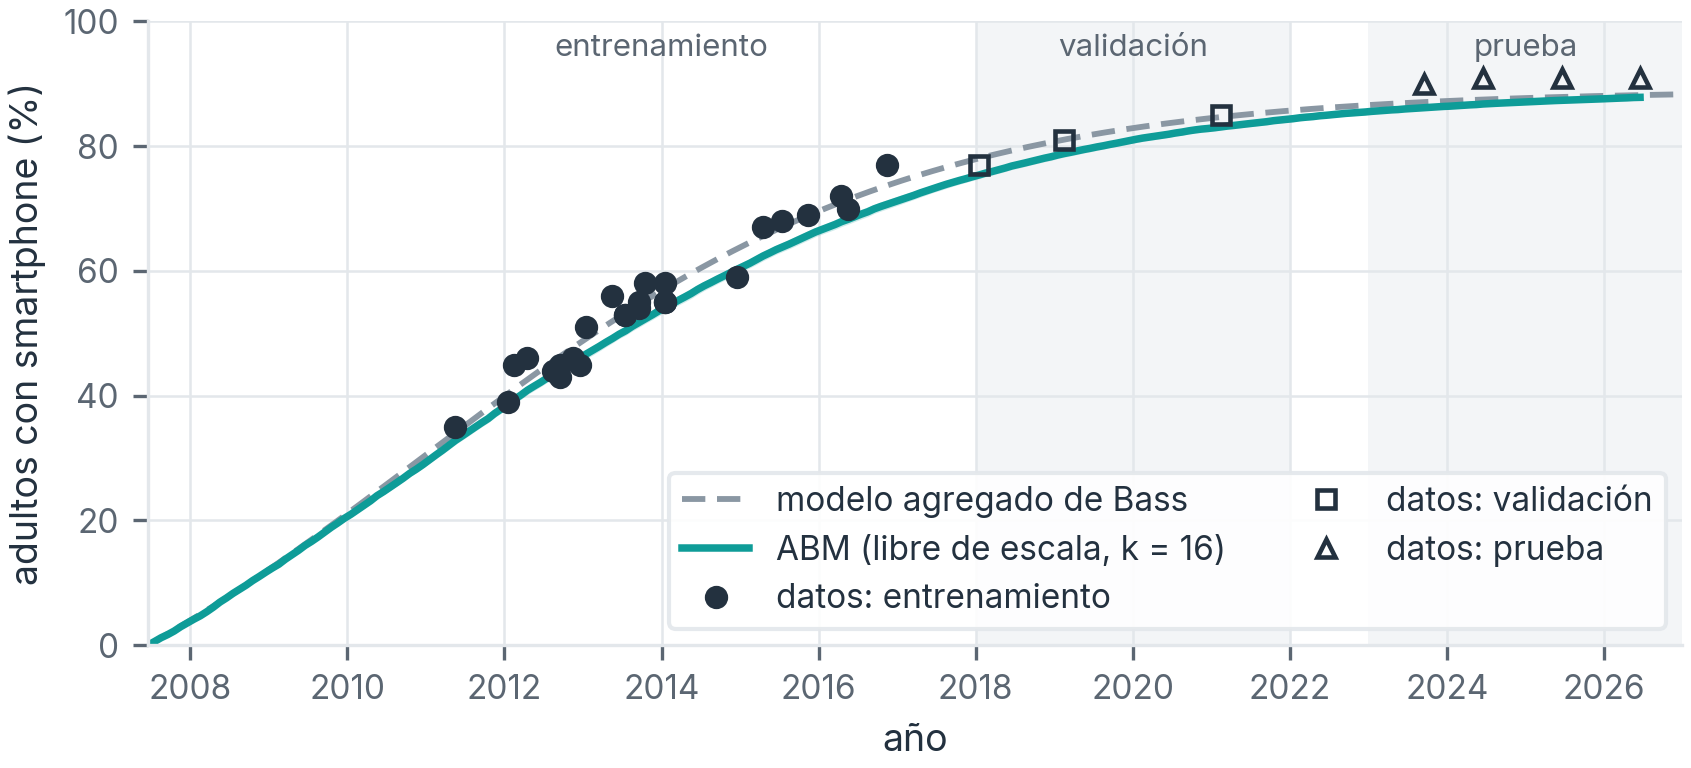 adultos con smartphone (%)
100
80
60
40
20
0
entrenamiento
validación
prueba
modelo agregado de Bass
ABM (libre de escala, k = 16)
datos: entrenamiento
datos: validación
datos: prueba
2008 2010 2012 2014 2016 2018 2020 2022 2024 2026
año